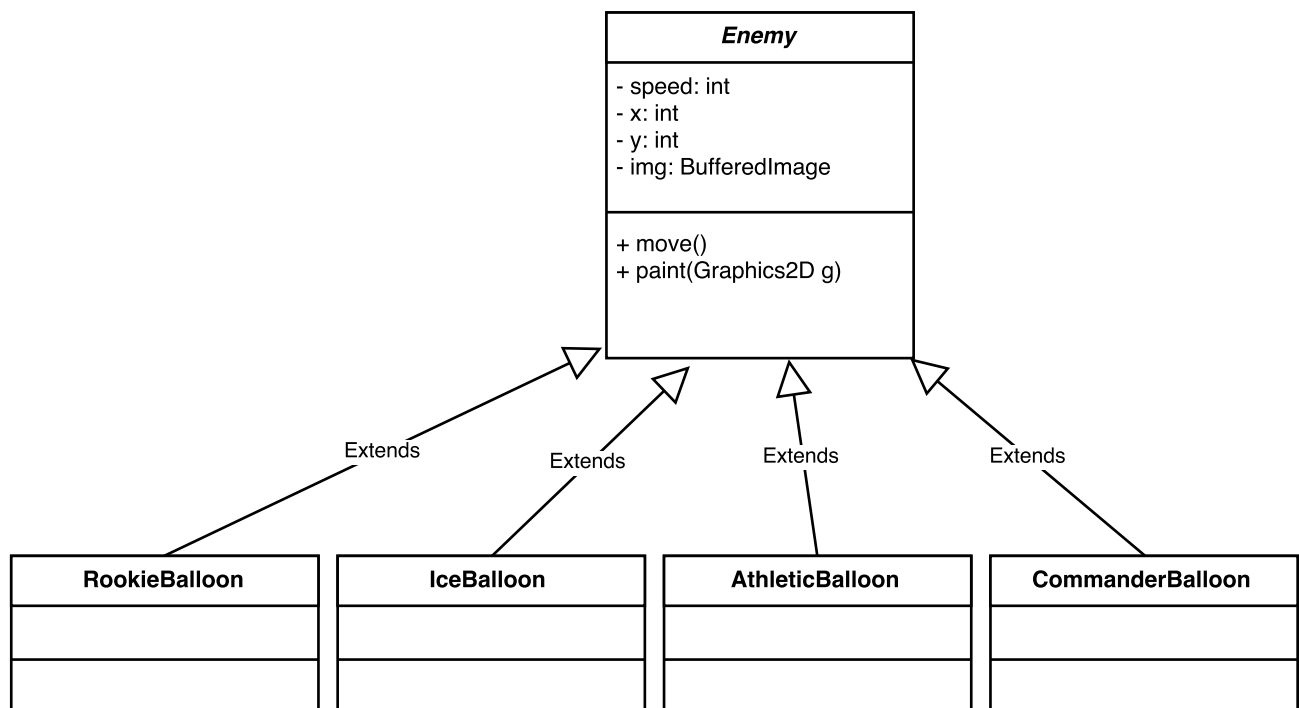 Enemy
- speed: int
- x: int
- y: int
- img: BufferedImage
+ move()
+ paint(Graphics2D g)
Extends
Extends
Extends
Extends
RookieBalloon
IceBalloon
AthleticBalloon
CommanderBalloon